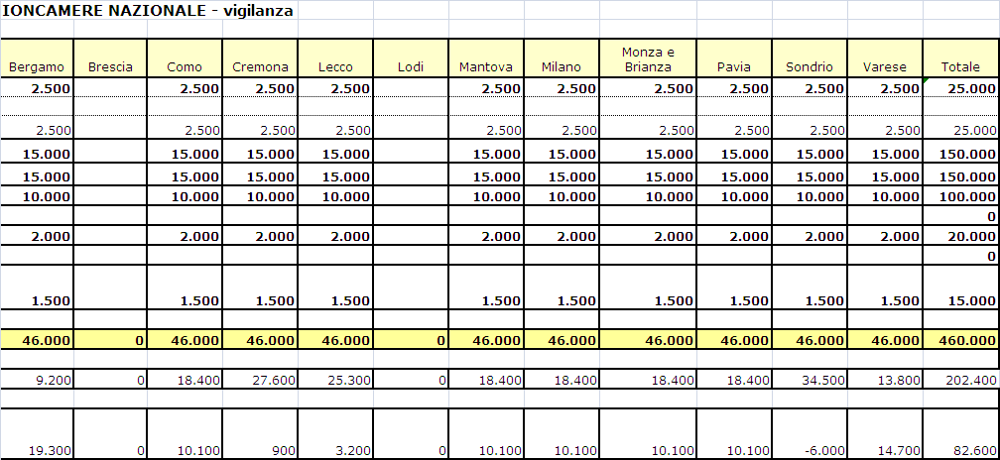 IONCAMERE NAZIONALE - vigilanza
Monza e
Bergamo Brescia Como Cremona Lecco Lodi Mantova Milano Brianza Pavia Sondrio Varese Totale
2.500 2.500 2.500 2.500 2.500 2.500 2.500 2.500 2.500 2.500 25.000
2.500 2.500 2.500 2.500 2.500 2.500 2.500 2.500 2.500 2.500 25.000
15.000 15.000 15.000 15.000 15.000 15.000 15.000 15.000 15.000 15.000 150.000
15.000 15.000 15.000 15.000 15.000 15.000 15.000 15.000 15.000 15.000 150.000
10.000 10.000 10.000 10.000 10.000 10.000 10.000 10.000 10.000 10.000 100.000
0
2.000 2.000 2.000 2.000 2.000 2.000 2.000 2.000 2.000 2.000 20.000
0
1.500 1.500 1.500 1.500 1.500 1.500 1.500 1.500 1.500 1.500 15.000
46.000 0 46.000 46.000 46.000 0 46.000 46.000 46.000 46.000 46.000 46.000 460.000
9.200 0 18.400 27.600 25.300 0 18.400 18.400 18.400 18.400 34.500 13.800 202.400
19.300 0 10.100 900 3.200 0 10.100 10.100 10.100 10.100 -6.000 14.700 82.600